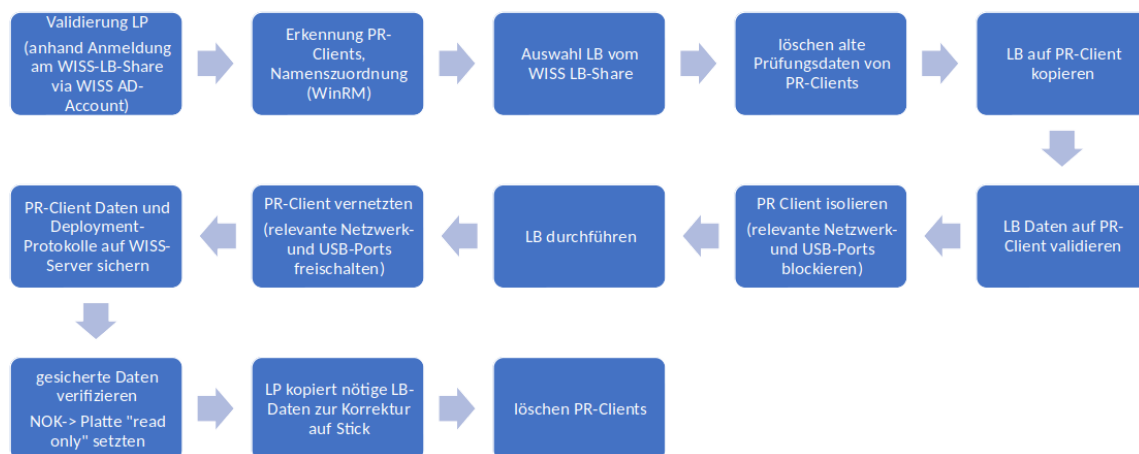 Validierung LP
(anhand Anmeldung
am WISS-LB-Share
via WISS AD-
Account)
Erkennung PR-
Clients,
Namenszuordnung
(WinRM)
Auswahl LB vom
WISS LB-Share
löschen alte
Prüfungsdaten von
PR-Clients
LB auf PR-Client
kopieren
LB Daten auf PR-
Client validieren
PR Client isolieren
(relevante Netzwerk-
und USB-Ports
blockieren)
LB durchführen
PR-Client vernetzten
(relevante Netzwerk-
und USB-Ports
freischalten)
PR-Client Daten und
Deployment-
Protokolle auf WISS-
Server sichern
gesicherte Daten
verifizieren
NOK-> Platte "read
only" setzten
LP kopiert nötige LB-
Daten zur Korrektur
auf Stick
löschen PR-Clients